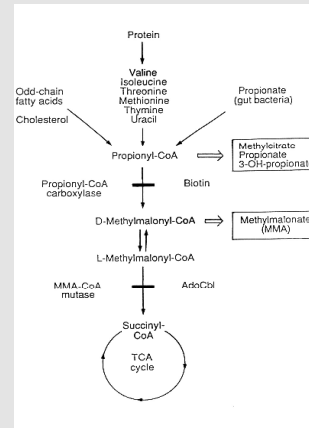 Protein
Valine
Isoleucine
Odd-chain
fatty acids
Threonine
Methionine
Propionate
(gut bacteria)
Cholesterol
Thymine
Uracil
Propionyl-CoA
Methylcitrate
Propionate
3-OH-propionate
Propionyl-CoA
carboxylase
Biotin
D-Methylmalonyl-CoA
Methylmalonate
(MMA)
L-Methylmalonyl-CoA
MMA-CoA
mutase
AdoCbl
Succinyl-
CoA
TCA
cycle